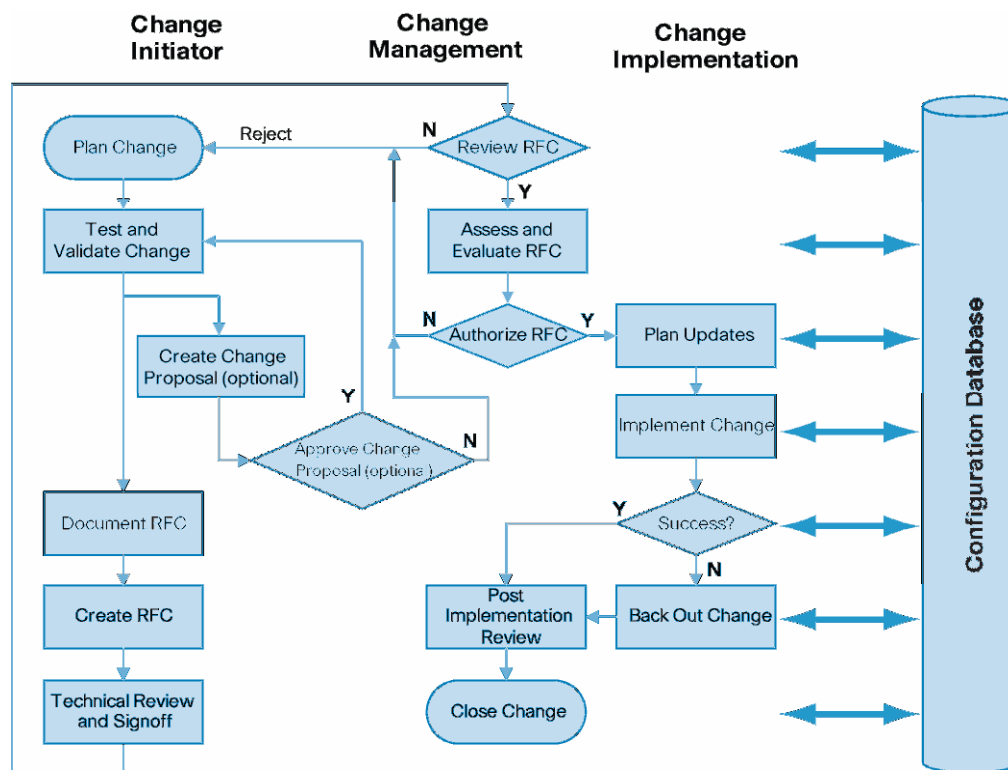 Change
Initiator
Change
Management
Change
Implementation
Plan Change
Reject
N
Review RFC
Y
Test and
Validate Change
Assess and
Evaluate RFC
N
Authorize RFC
Y
Plan Updates
Create Change
Proposal (optional)
Y
Approve Change
Proposal (optional)
N
Implement Change
Document RFC
Y
Success?
N
Create RFC
Post
Implementation
Review
Back Out Change
Technical Review
and Signoff
Close Change
Configuration Database